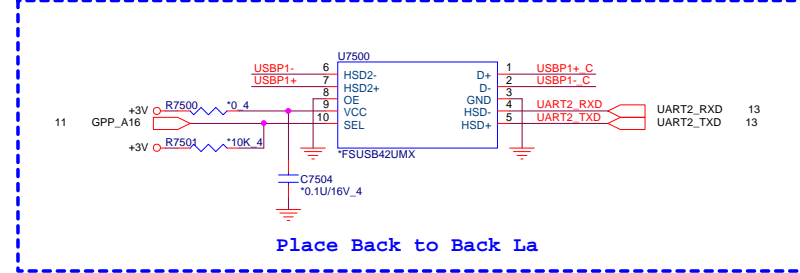 U7500
USBP1- 6 HSD2- D+ 1 USBP1+_C
USBP1+ 7 HSD2+ D- 2 USBP1-_C
8 OE GND 3
+3V R7500 *0_4 9 VCC HSD- 4 UART2_RXD UART2_RXD 13
11 GPP_A16 10 SEL HSD+ 5 UART2_TXD UART2_TXD 13
+3V R7501 *10K_4
*FSUSB42UMX
C7504
*0.1U/16V_4
Place Back to Back La